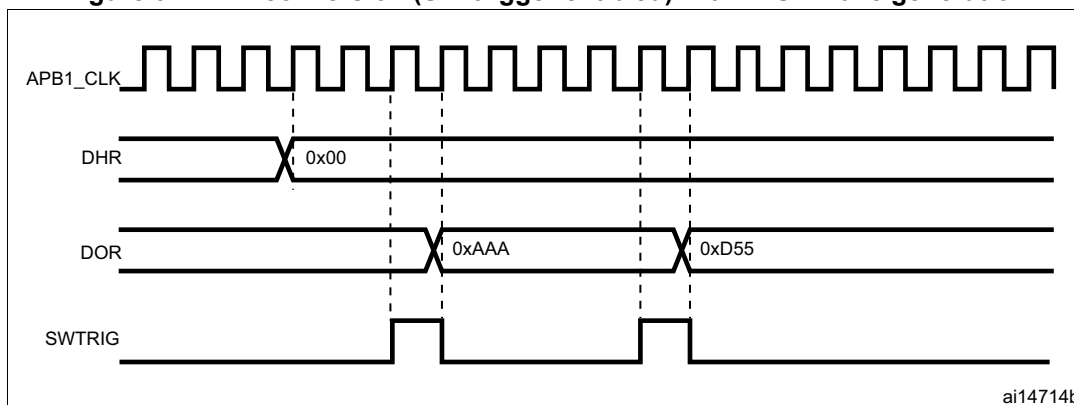 APB1_CLK
DHR
0x00
DOR
0xAAA
0xD55
SWTRIG
ai14714b